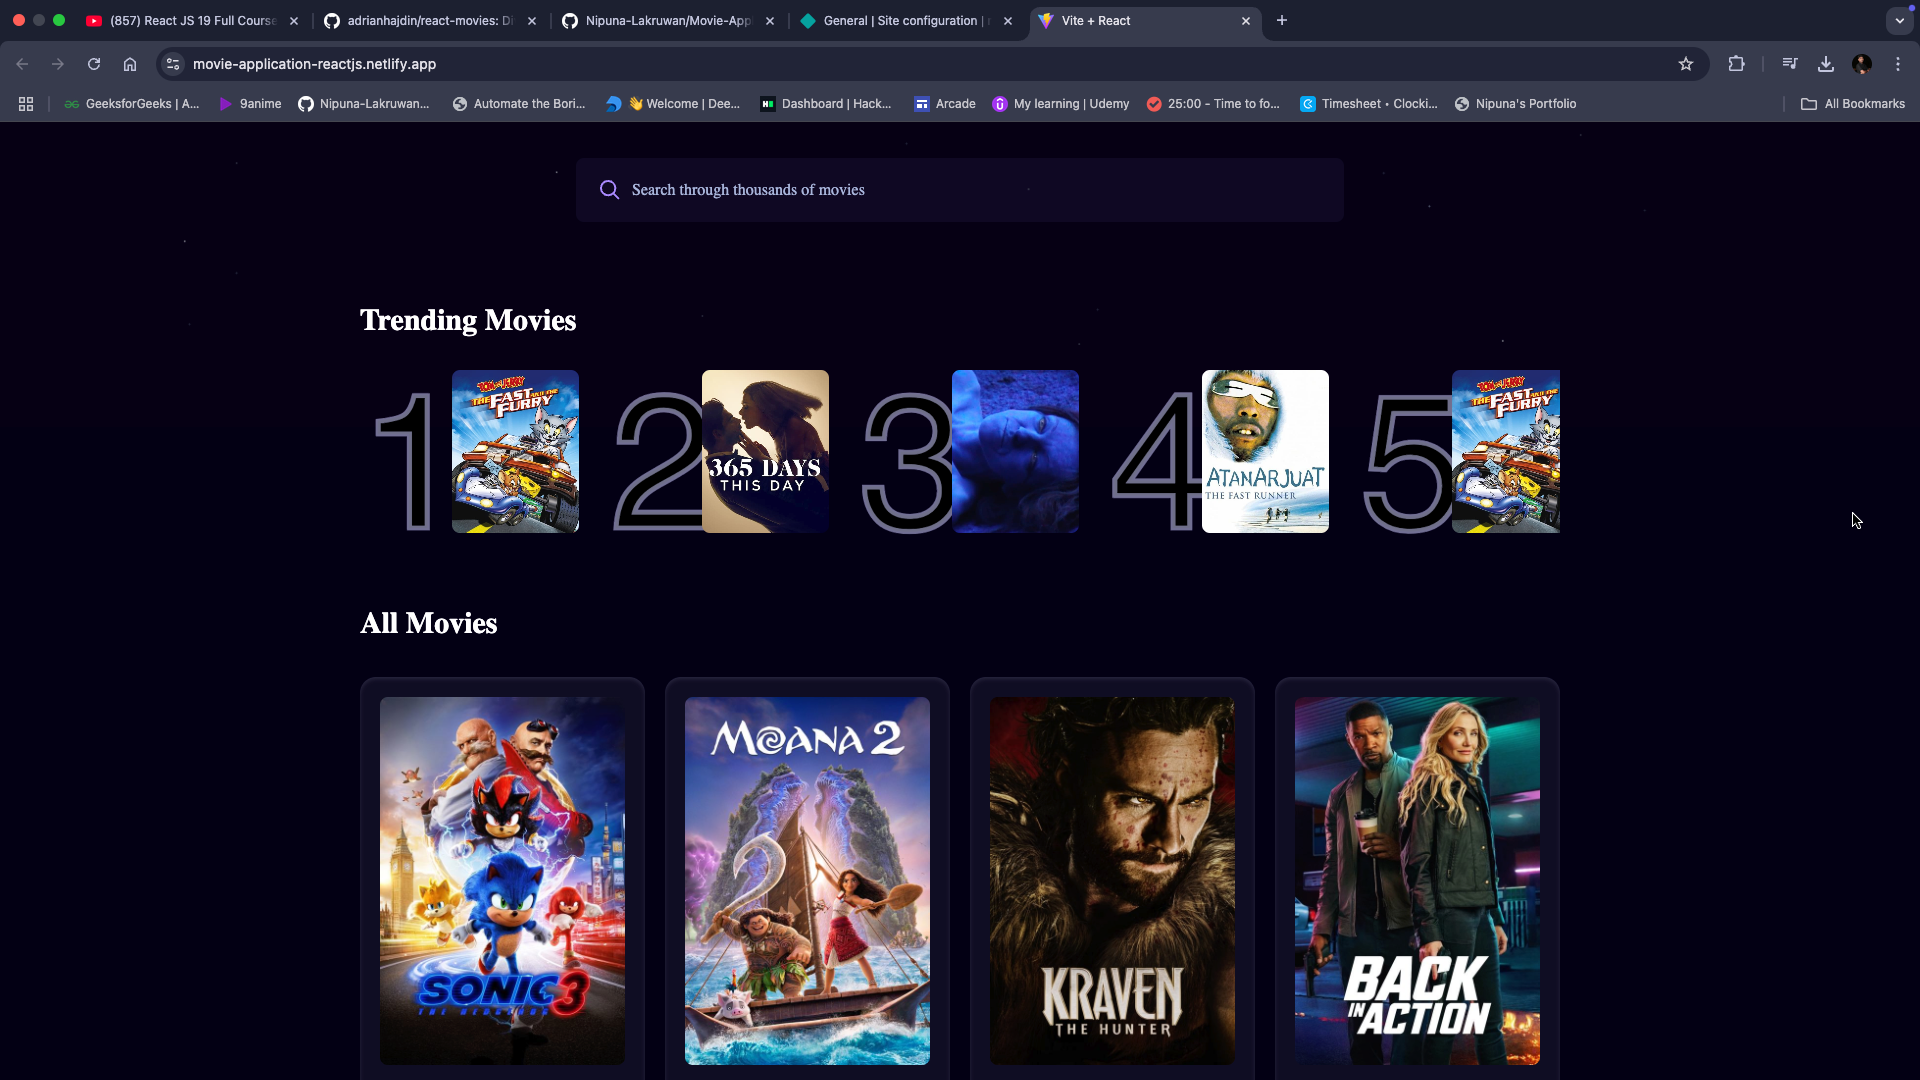 (857) React JS 19 Full Course
adrianhajdin/react-movies: Di
Nipuna-Lakruwan/Movie-App
General | Site configuration |
Vite + React
movie-application-reactjs.netlify.app
GeeksforGeeks | A...
9anime
Nipuna-Lakruwan...
Automate the Bori...
👋 Welcome | Dee...
Dashboard | Hack...
Arcade
My learning | Udemy
25:00 - Time to fo...
Timesheet • Clocki...
Nipuna's Portfolio
All Bookmarks
Search through thousands of movies
Trending Movies
1
TOM AND JERRY
THE FAST AND THE
FURRY
2
365 DAYS
THIS DAY
3
4
ATANARJUAT
THE FAST RUNNER
5
TOM AND JERRY
THE FAST AND THE
FURRY
All Movies
SONIC 3
THE HEDGEHOG
MOANA 2
KRAVEN
THE HUNTER
BACK
IN ACTION